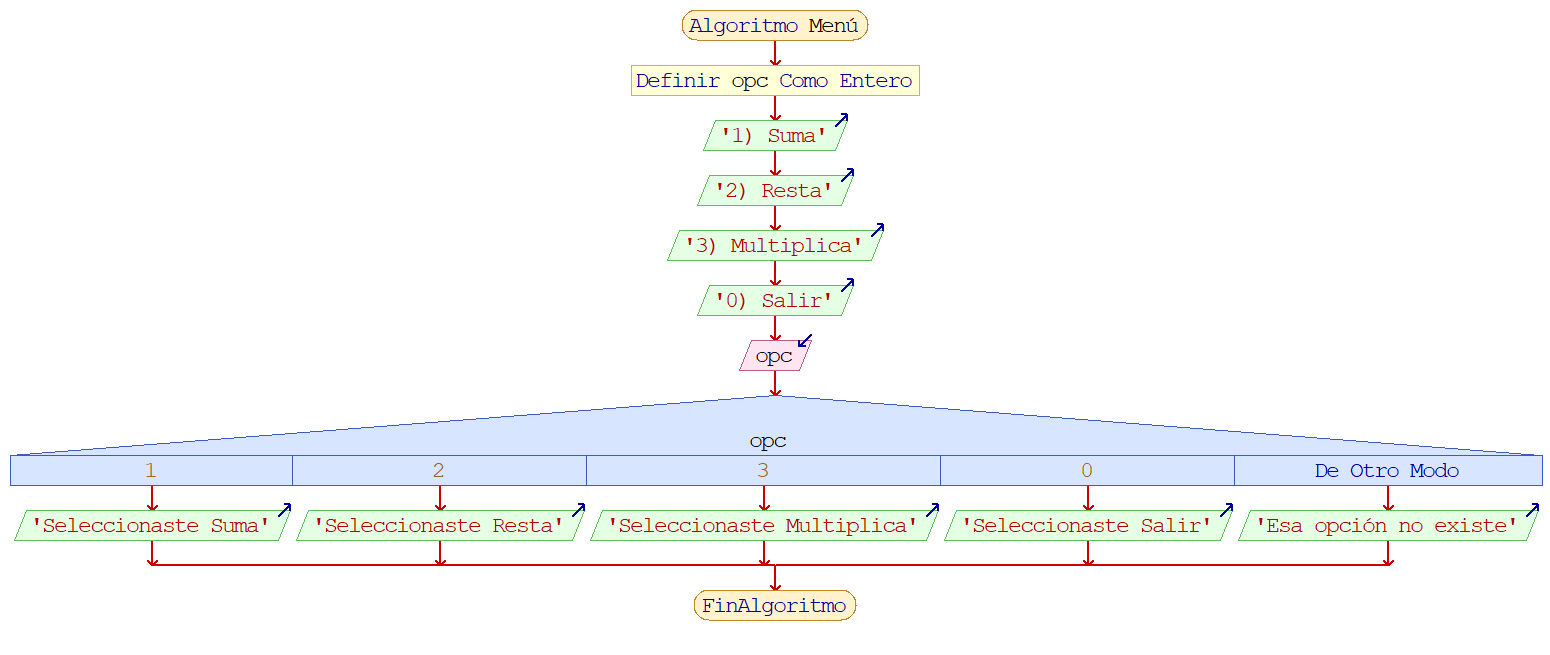 Algoritmo Menú
Definir opc Como Entero
'1) Suma'
'2) Resta'
'3) Multiplica'
'0) Salir'
opc
opc
1 2 3 0 De Otro Modo
'Seleccionaste Suma' 'Seleccionaste Resta' 'Seleccionaste Multiplica' 'Seleccionaste Salir' 'Esa opción no existe'
FinAlgoritmo